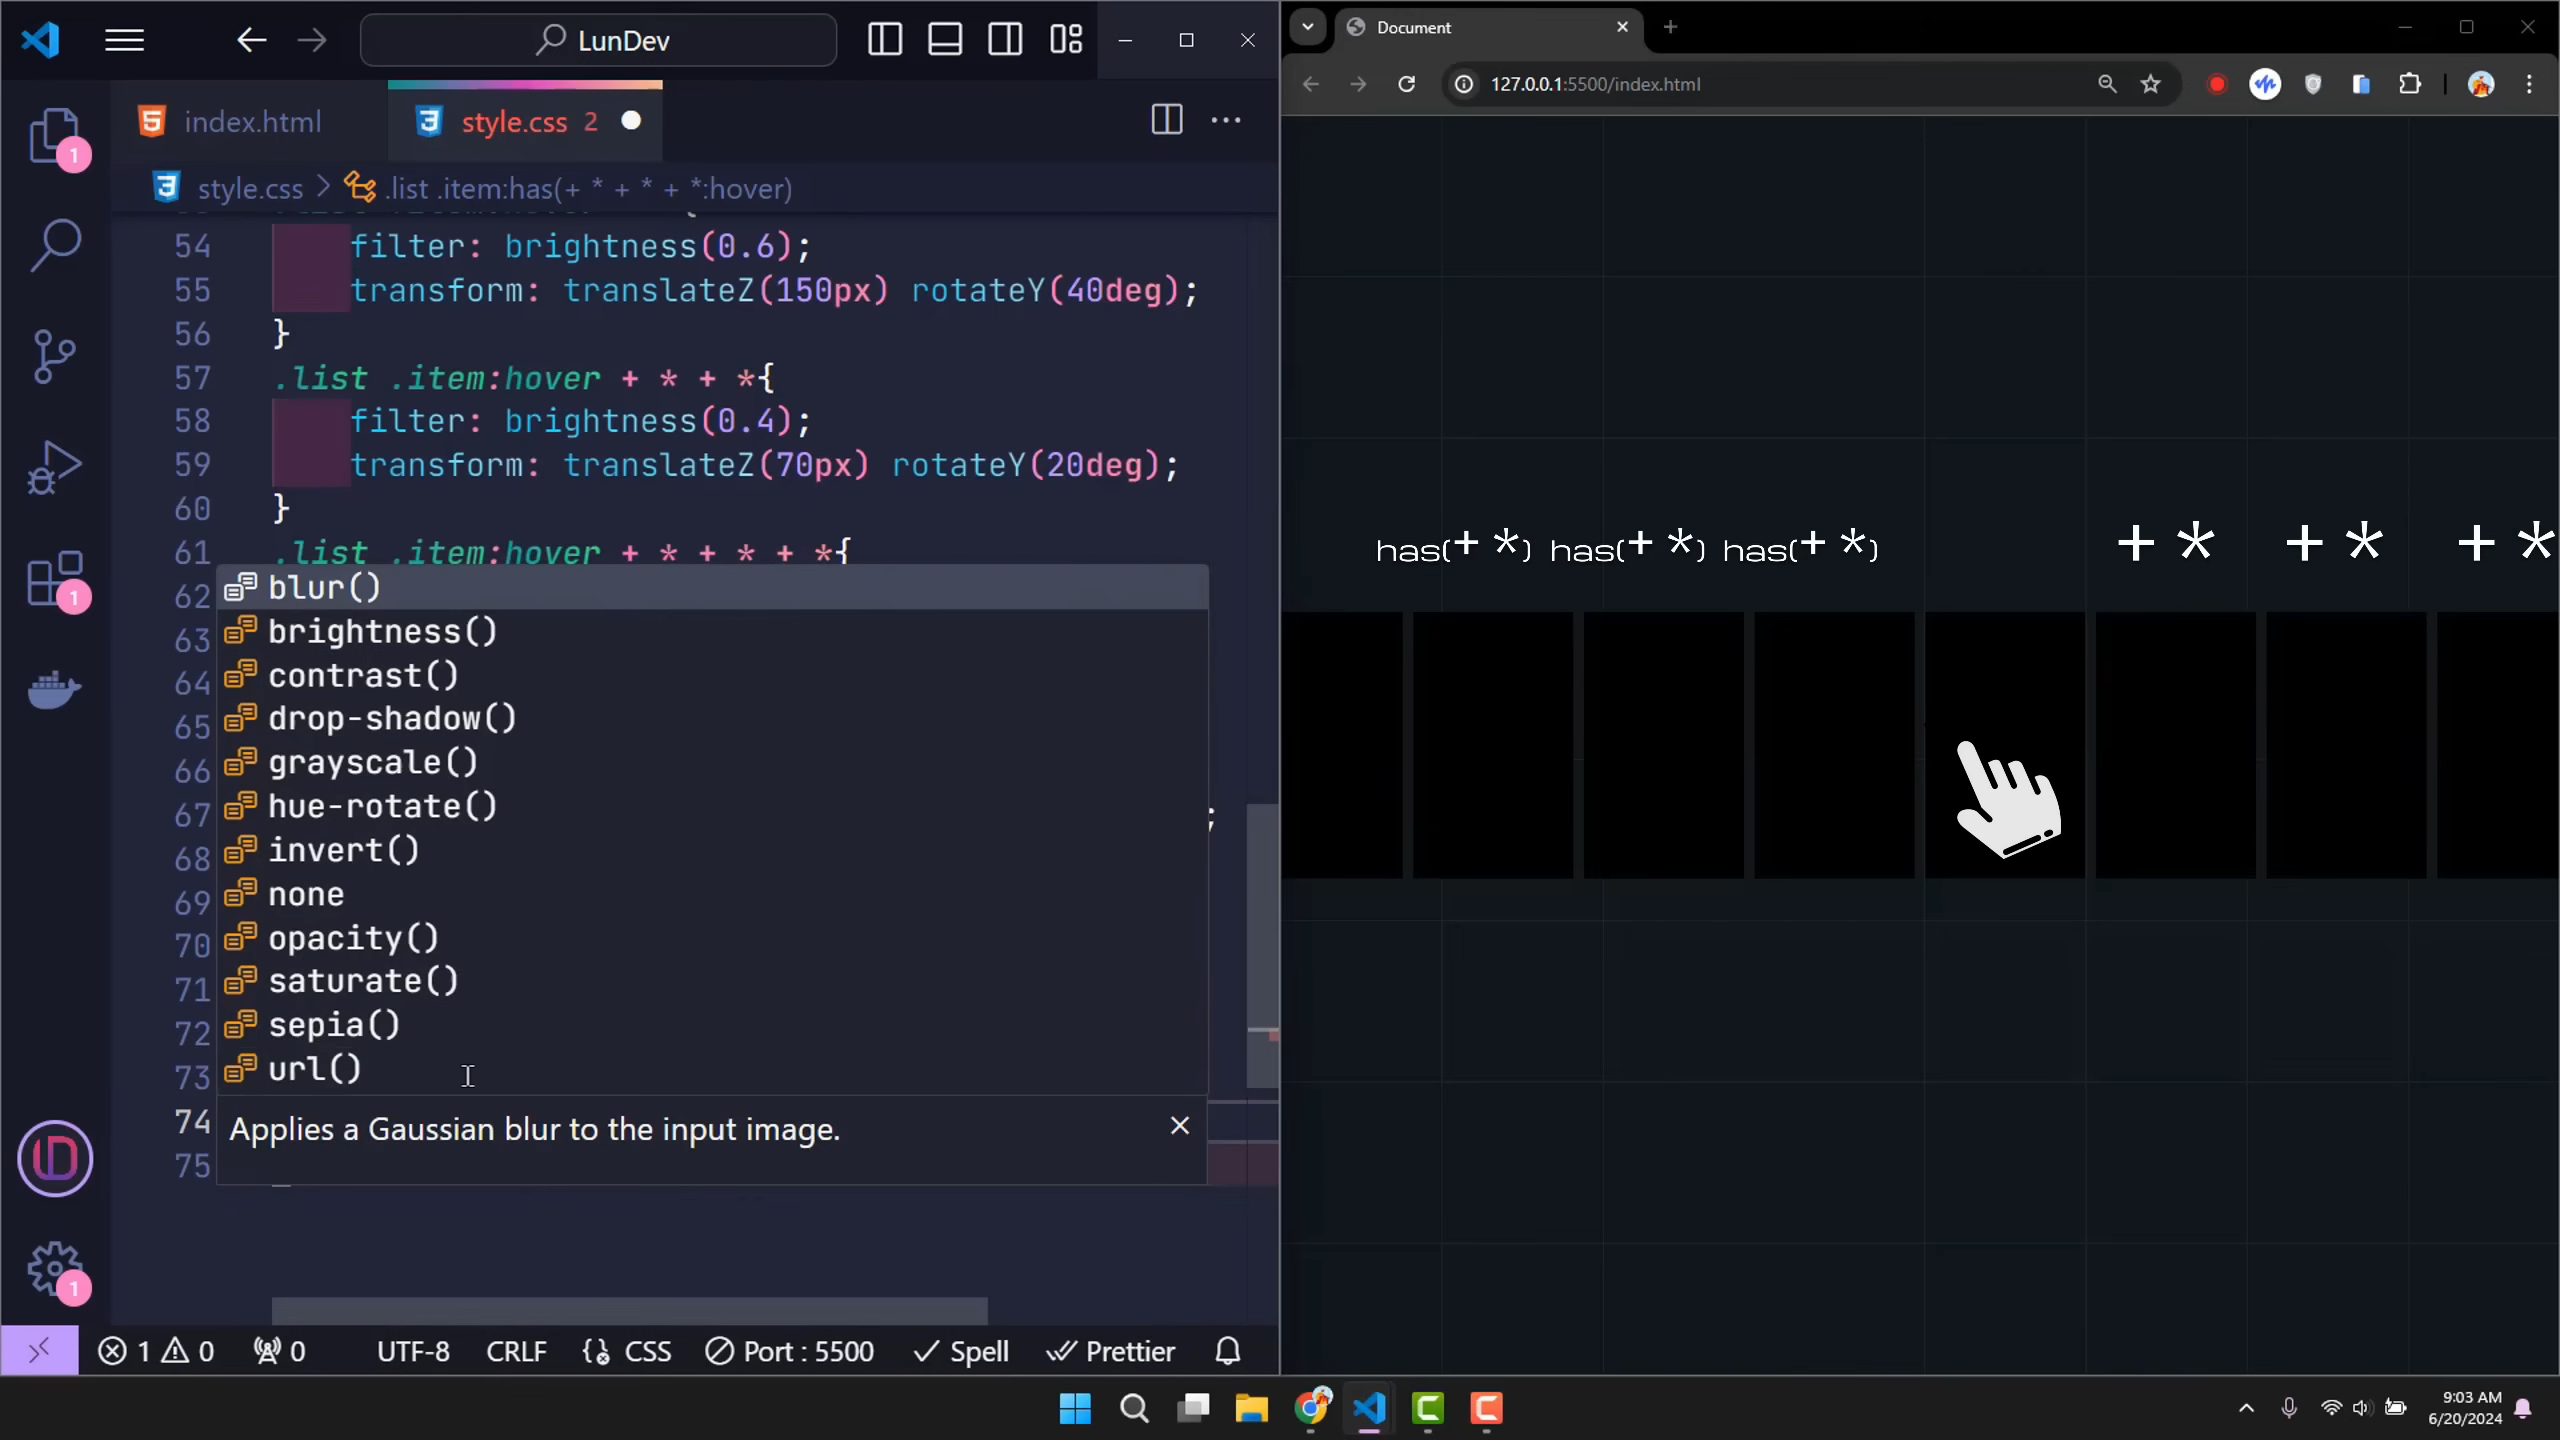 LunDev
index.html
style.css 2
style.css > .list .item:has(+ * + * + *:hover)
54 filter: brightness(0.6);
55 transform: translateZ(150px) rotateY(40deg);
56 }
57 .list .item:hover + * + *{
58 filter: brightness(0.4);
59 transform: translateZ(70px) rotateY(20deg);
60 }
61 .list .item:hover + * + * + *{
62 blur()
63 brightness()
64 contrast()
65 drop-shadow()
66 grayscale()
67 hue-rotate() ;
68 invert()
69 none
70 opacity()
71 saturate()
72 sepia()
73 url()
74 Applies a Gaussian blur to the input image.
75
1
1
1
1 0 0 UTF-8 CRLF CSS Port : 5500 Spell Prettier
Document
127.0.0.1:5500/index.html
has(+ *) has(+ *) has(+ *) + * + * + *
9:03 AM
6/20/2024